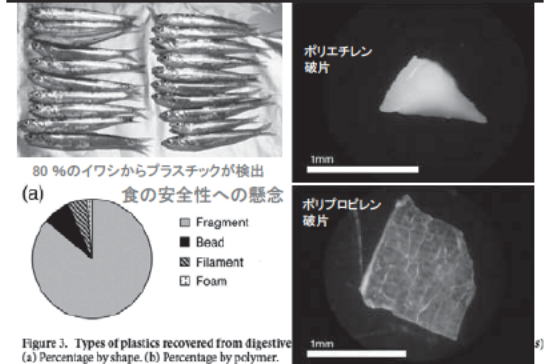 80 %のイワシからプラスチックが検出
食の安全性への懸念
(a)
Fragment
Bead
Filament
Foam
Figure 3. Types of plastics recovered from digestive
s)
(a) Percentage by shape. (b) Percentage by polymer.
ポリエチレン
破片
1mm
ポリプロピレン
破片
1mm